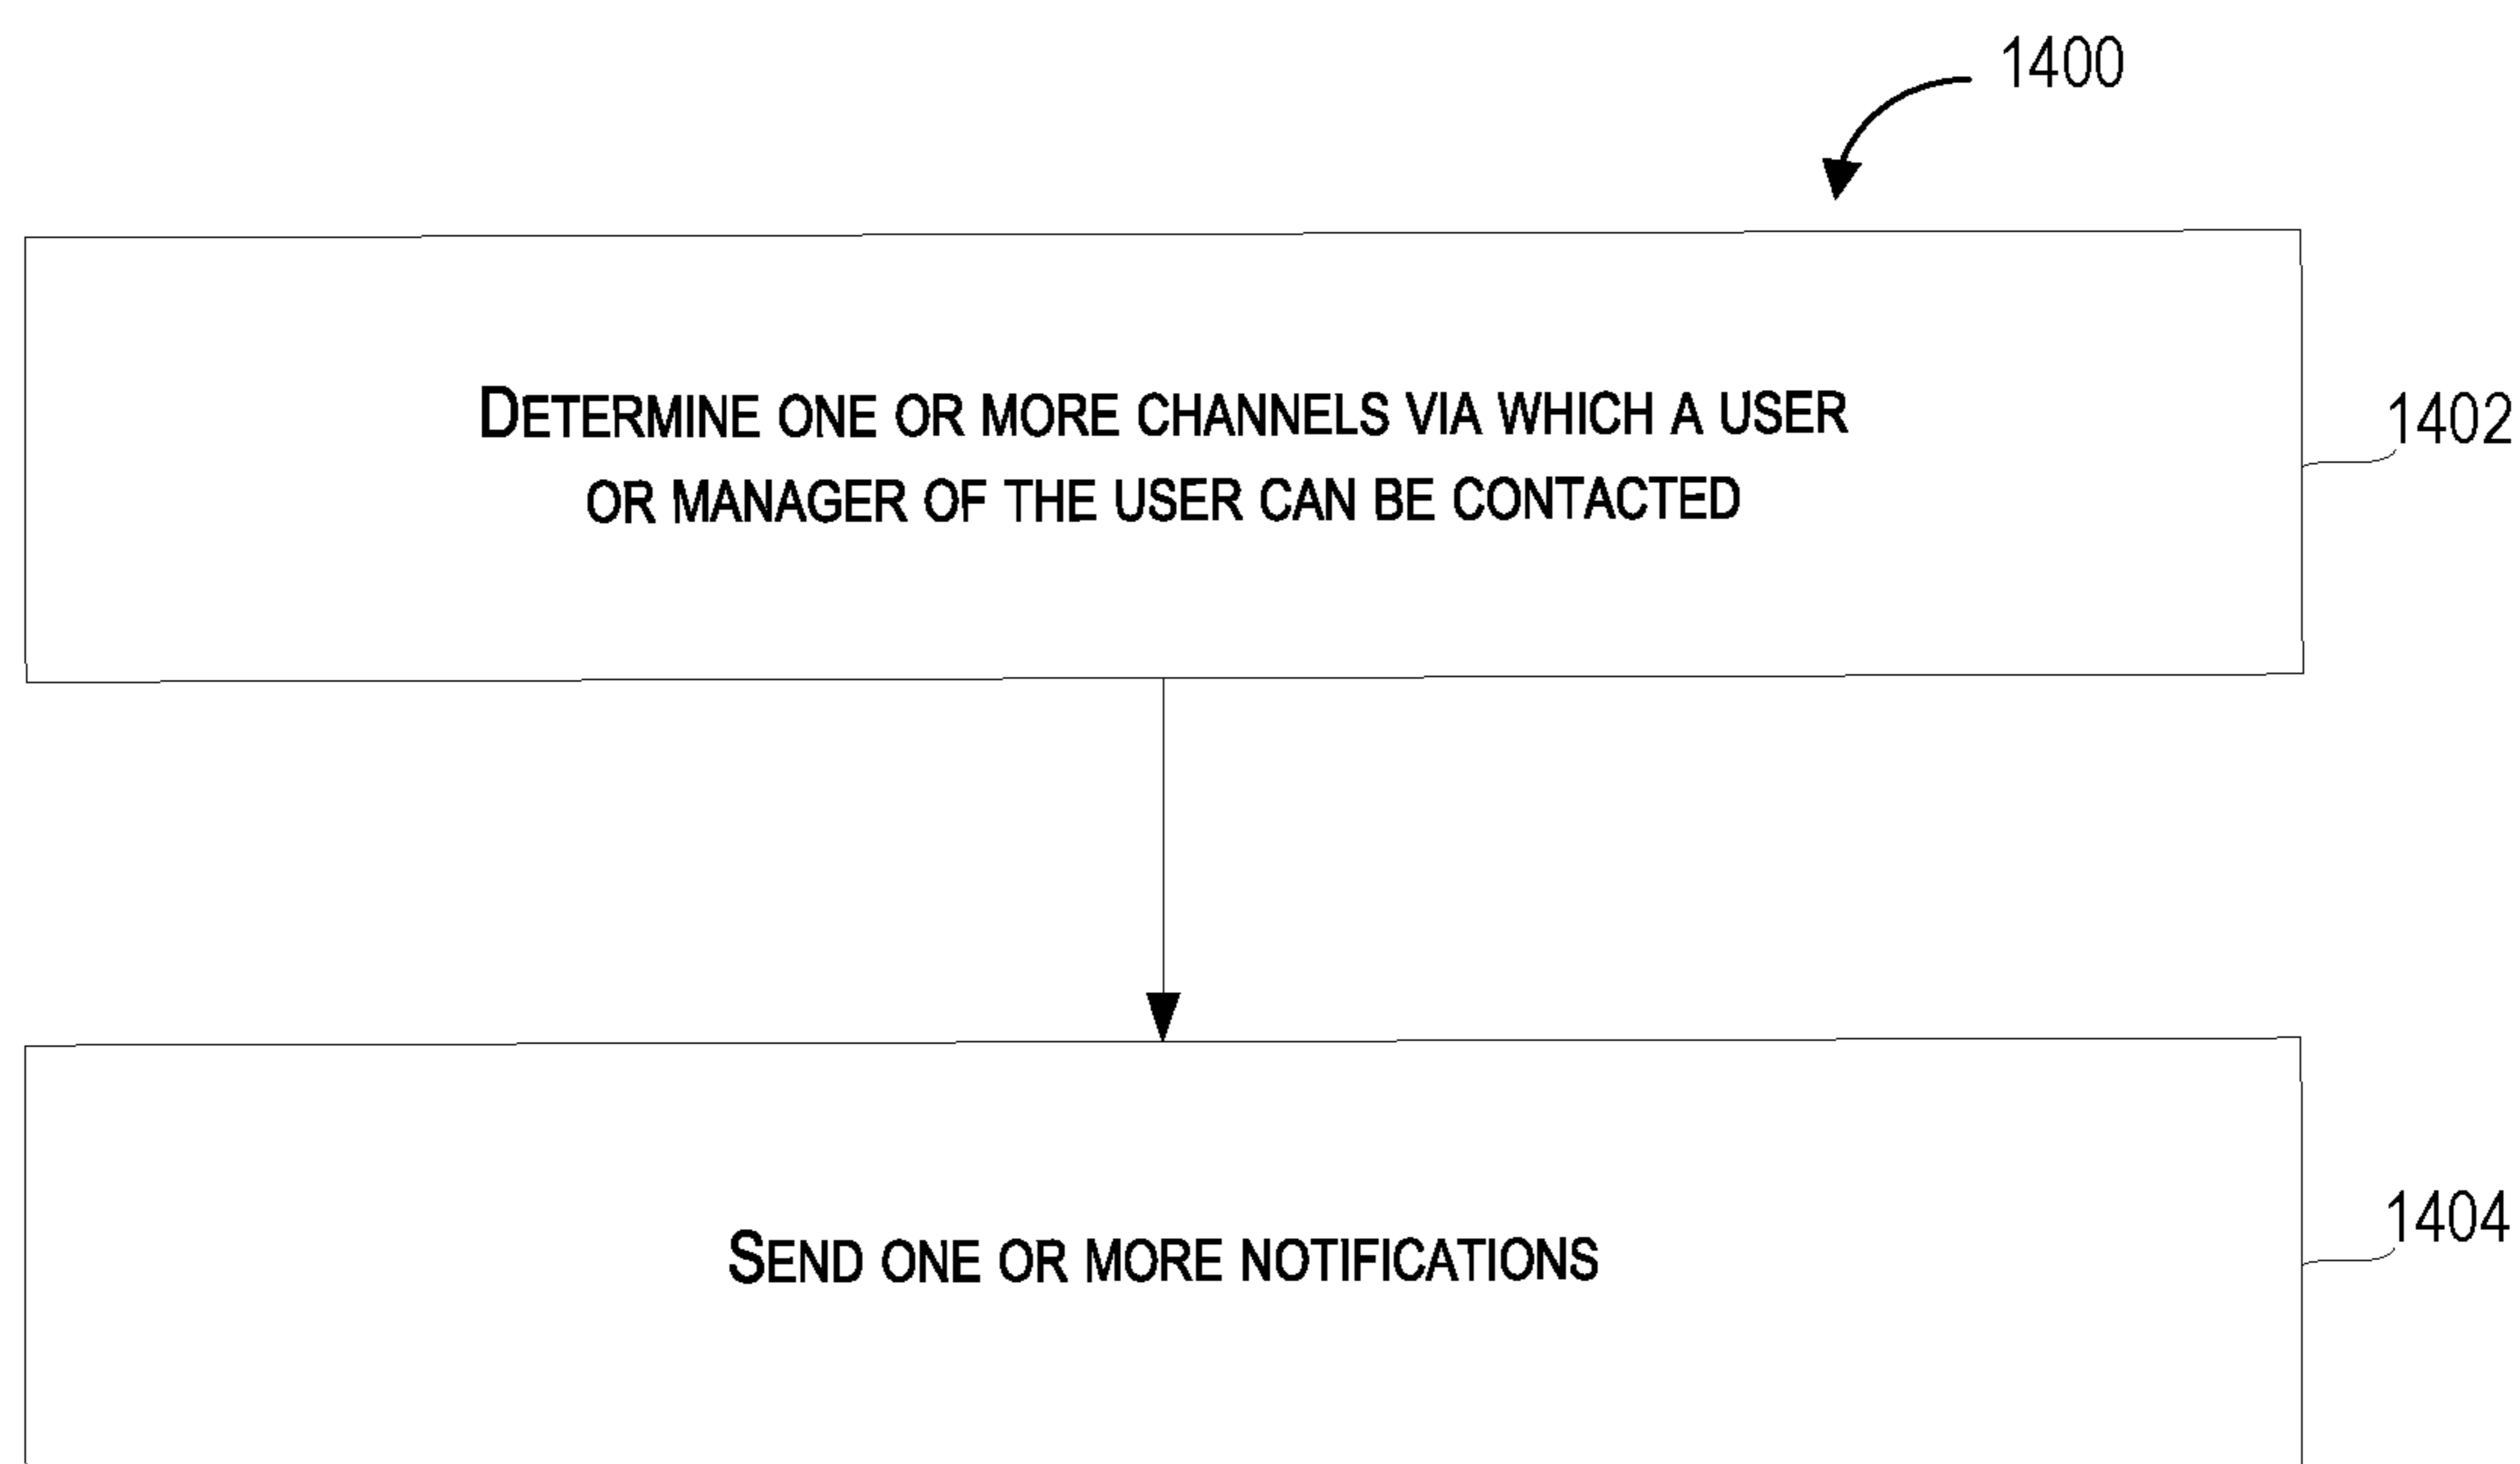 1400
DETERMINE ONE OR MORE CHANNELS VIA WHICH A USER
OR MANAGER OF THE USER CAN BE CONTACTED
1402
SEND ONE OR MORE NOTIFICATIONS
1404